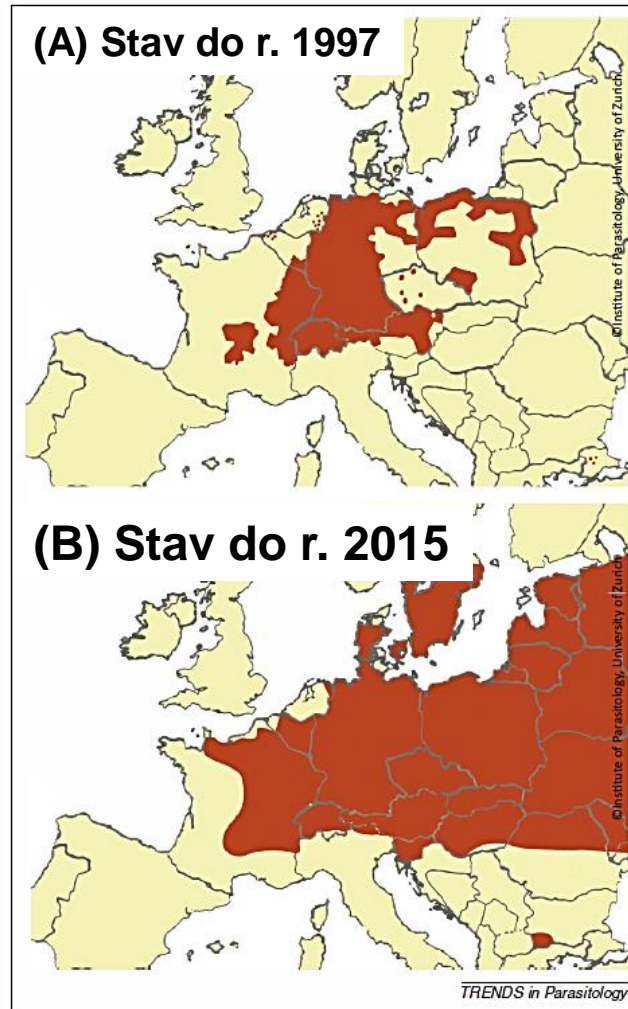 (A) Stav do r. 1997
©Institute of Parasitology, University of Zurich
(B) Stav do r. 2015
©Institute of Parasitology, University of Zurich
TRENDS in Parasitology